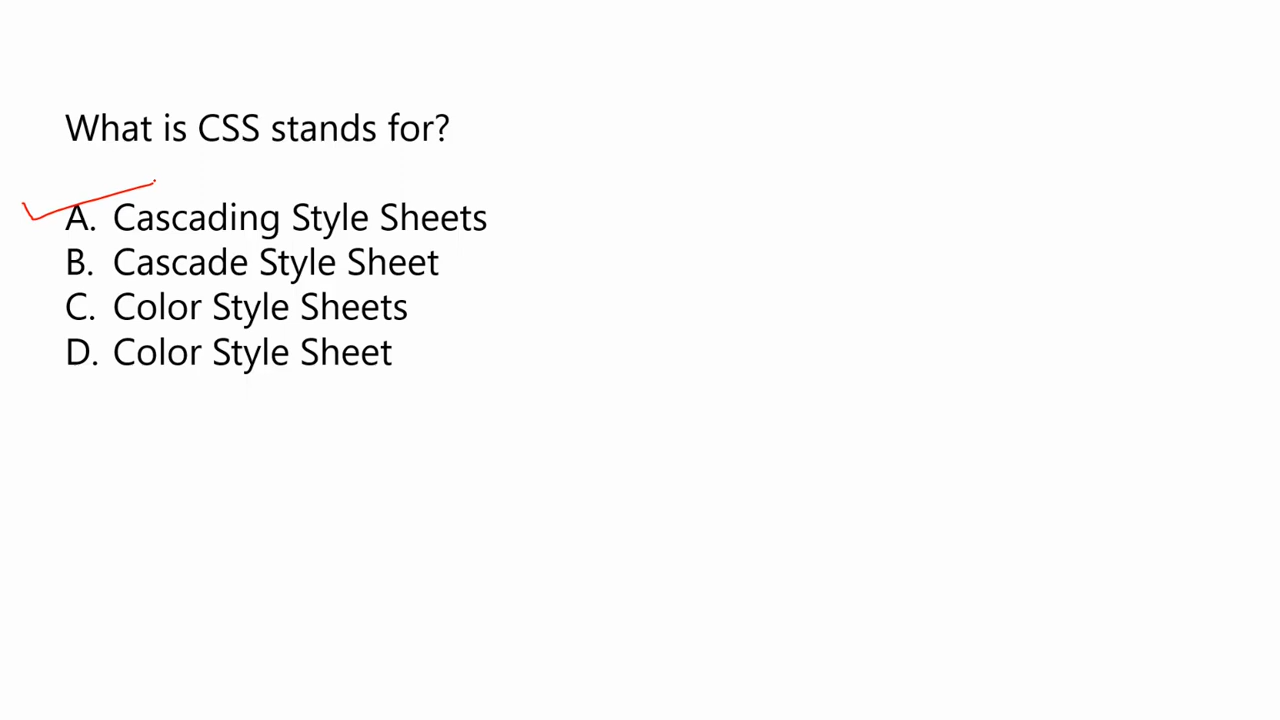 What is CSS stands for?
A. Cascading Style Sheets
B. Cascade Style Sheet
C. Color Style Sheets
D. Color Style Sheet